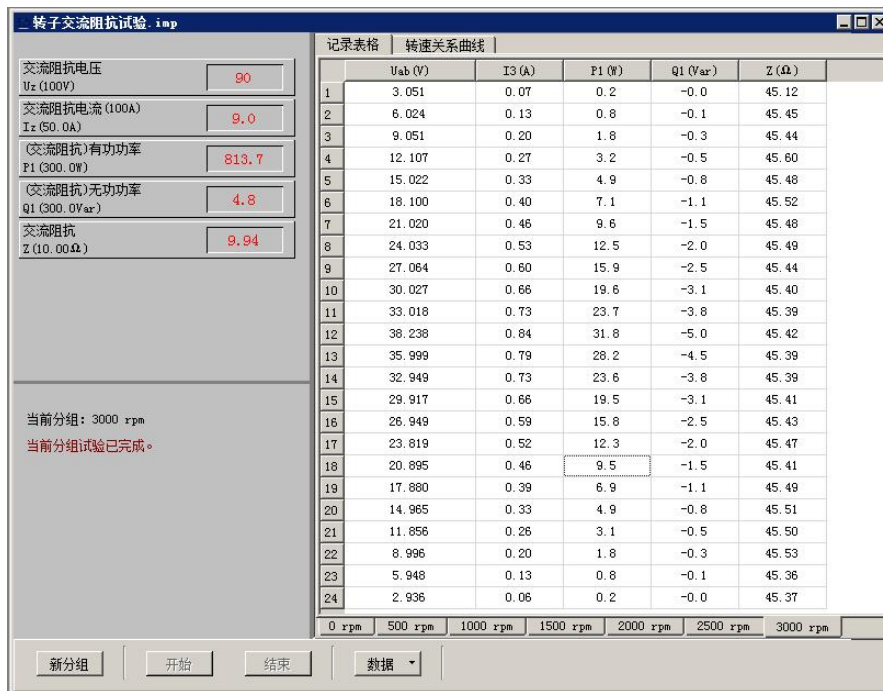 转子交流阻抗试验.imp
记录表格 转速关系曲线
交流阻抗电压
Uz(100V)
90
交流阻抗电流(100A)
Iz(50.0A)
9.0
(交流阻抗)有功功率
P1(300.0W)
813.7
(交流阻抗)无功功率
Q1(300.0Var)
4.8
交流阻抗
Z(10.00Ω)
9.94
当前分组: 3000 rpm
当前分组试验已完成。
Uab(V) I3(A) P1(W) Q1(Var) Z(Ω)
1 3.051 0.07 0.2 -0.0 45.12
2 6.024 0.13 0.8 -0.1 45.45
3 9.051 0.20 1.8 -0.3 45.44
4 12.107 0.27 3.2 -0.5 45.60
5 15.022 0.33 4.9 -0.8 45.48
6 18.100 0.40 7.1 -1.1 45.52
7 21.020 0.46 9.6 -1.5 45.48
8 24.033 0.53 12.5 -2.0 45.49
9 27.064 0.60 15.9 -2.5 45.44
10 30.027 0.66 19.6 -3.1 45.40
11 33.018 0.73 23.7 -3.8 45.39
12 38.238 0.84 31.8 -5.0 45.42
13 35.999 0.79 28.2 -4.5 45.39
14 32.949 0.73 23.6 -3.8 45.39
15 29.917 0.66 19.5 -3.1 45.41
16 26.949 0.59 15.8 -2.5 45.43
17 23.819 0.52 12.3 -2.0 45.47
18 20.895 0.46 9.5 -1.5 45.41
19 17.880 0.39 6.9 -1.1 45.49
20 14.965 0.33 4.9 -0.8 45.51
21 11.856 0.26 3.1 -0.5 45.50
22 8.996 0.20 1.8 -0.3 45.53
23 5.948 0.13 0.8 -0.1 45.36
24 2.936 0.06 0.2 -0.0 45.37
0 rpm 500 rpm 1000 rpm 1500 rpm 2000 rpm 2500 rpm 3000 rpm
新分组 开始 结束 数据